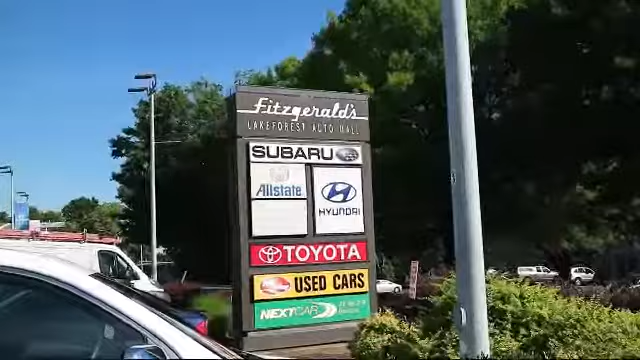 Fitzgerald's
LAKEFOREST AUTO MALL
SUBARU
Allstate
HYUNDAI
TOYOTA
USED CARS
NEXTCAR